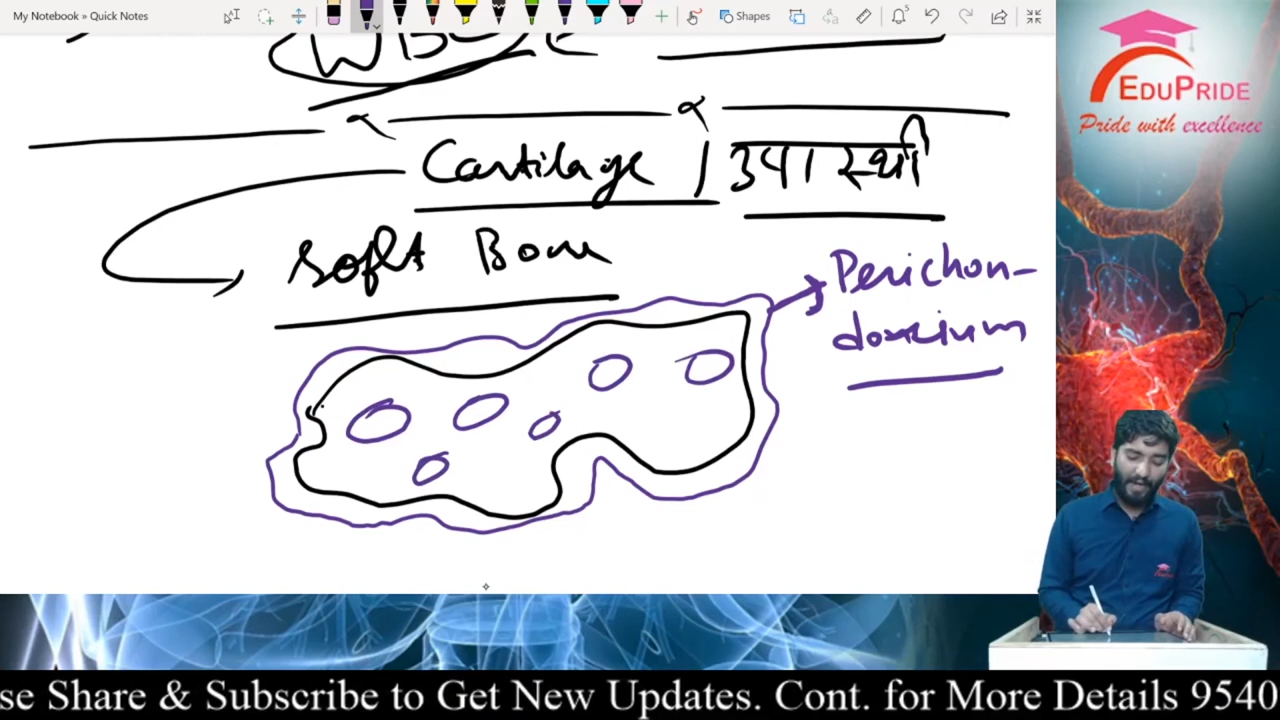 My Notebook » Quick Notes
Shapes
EDUPRIDE
Pride with excellence
Cartilage | उपास्थी
soft Bone
Perichon-
dorium
se Share & Subscribe to Get New Updates. Cont. for More Details 9540